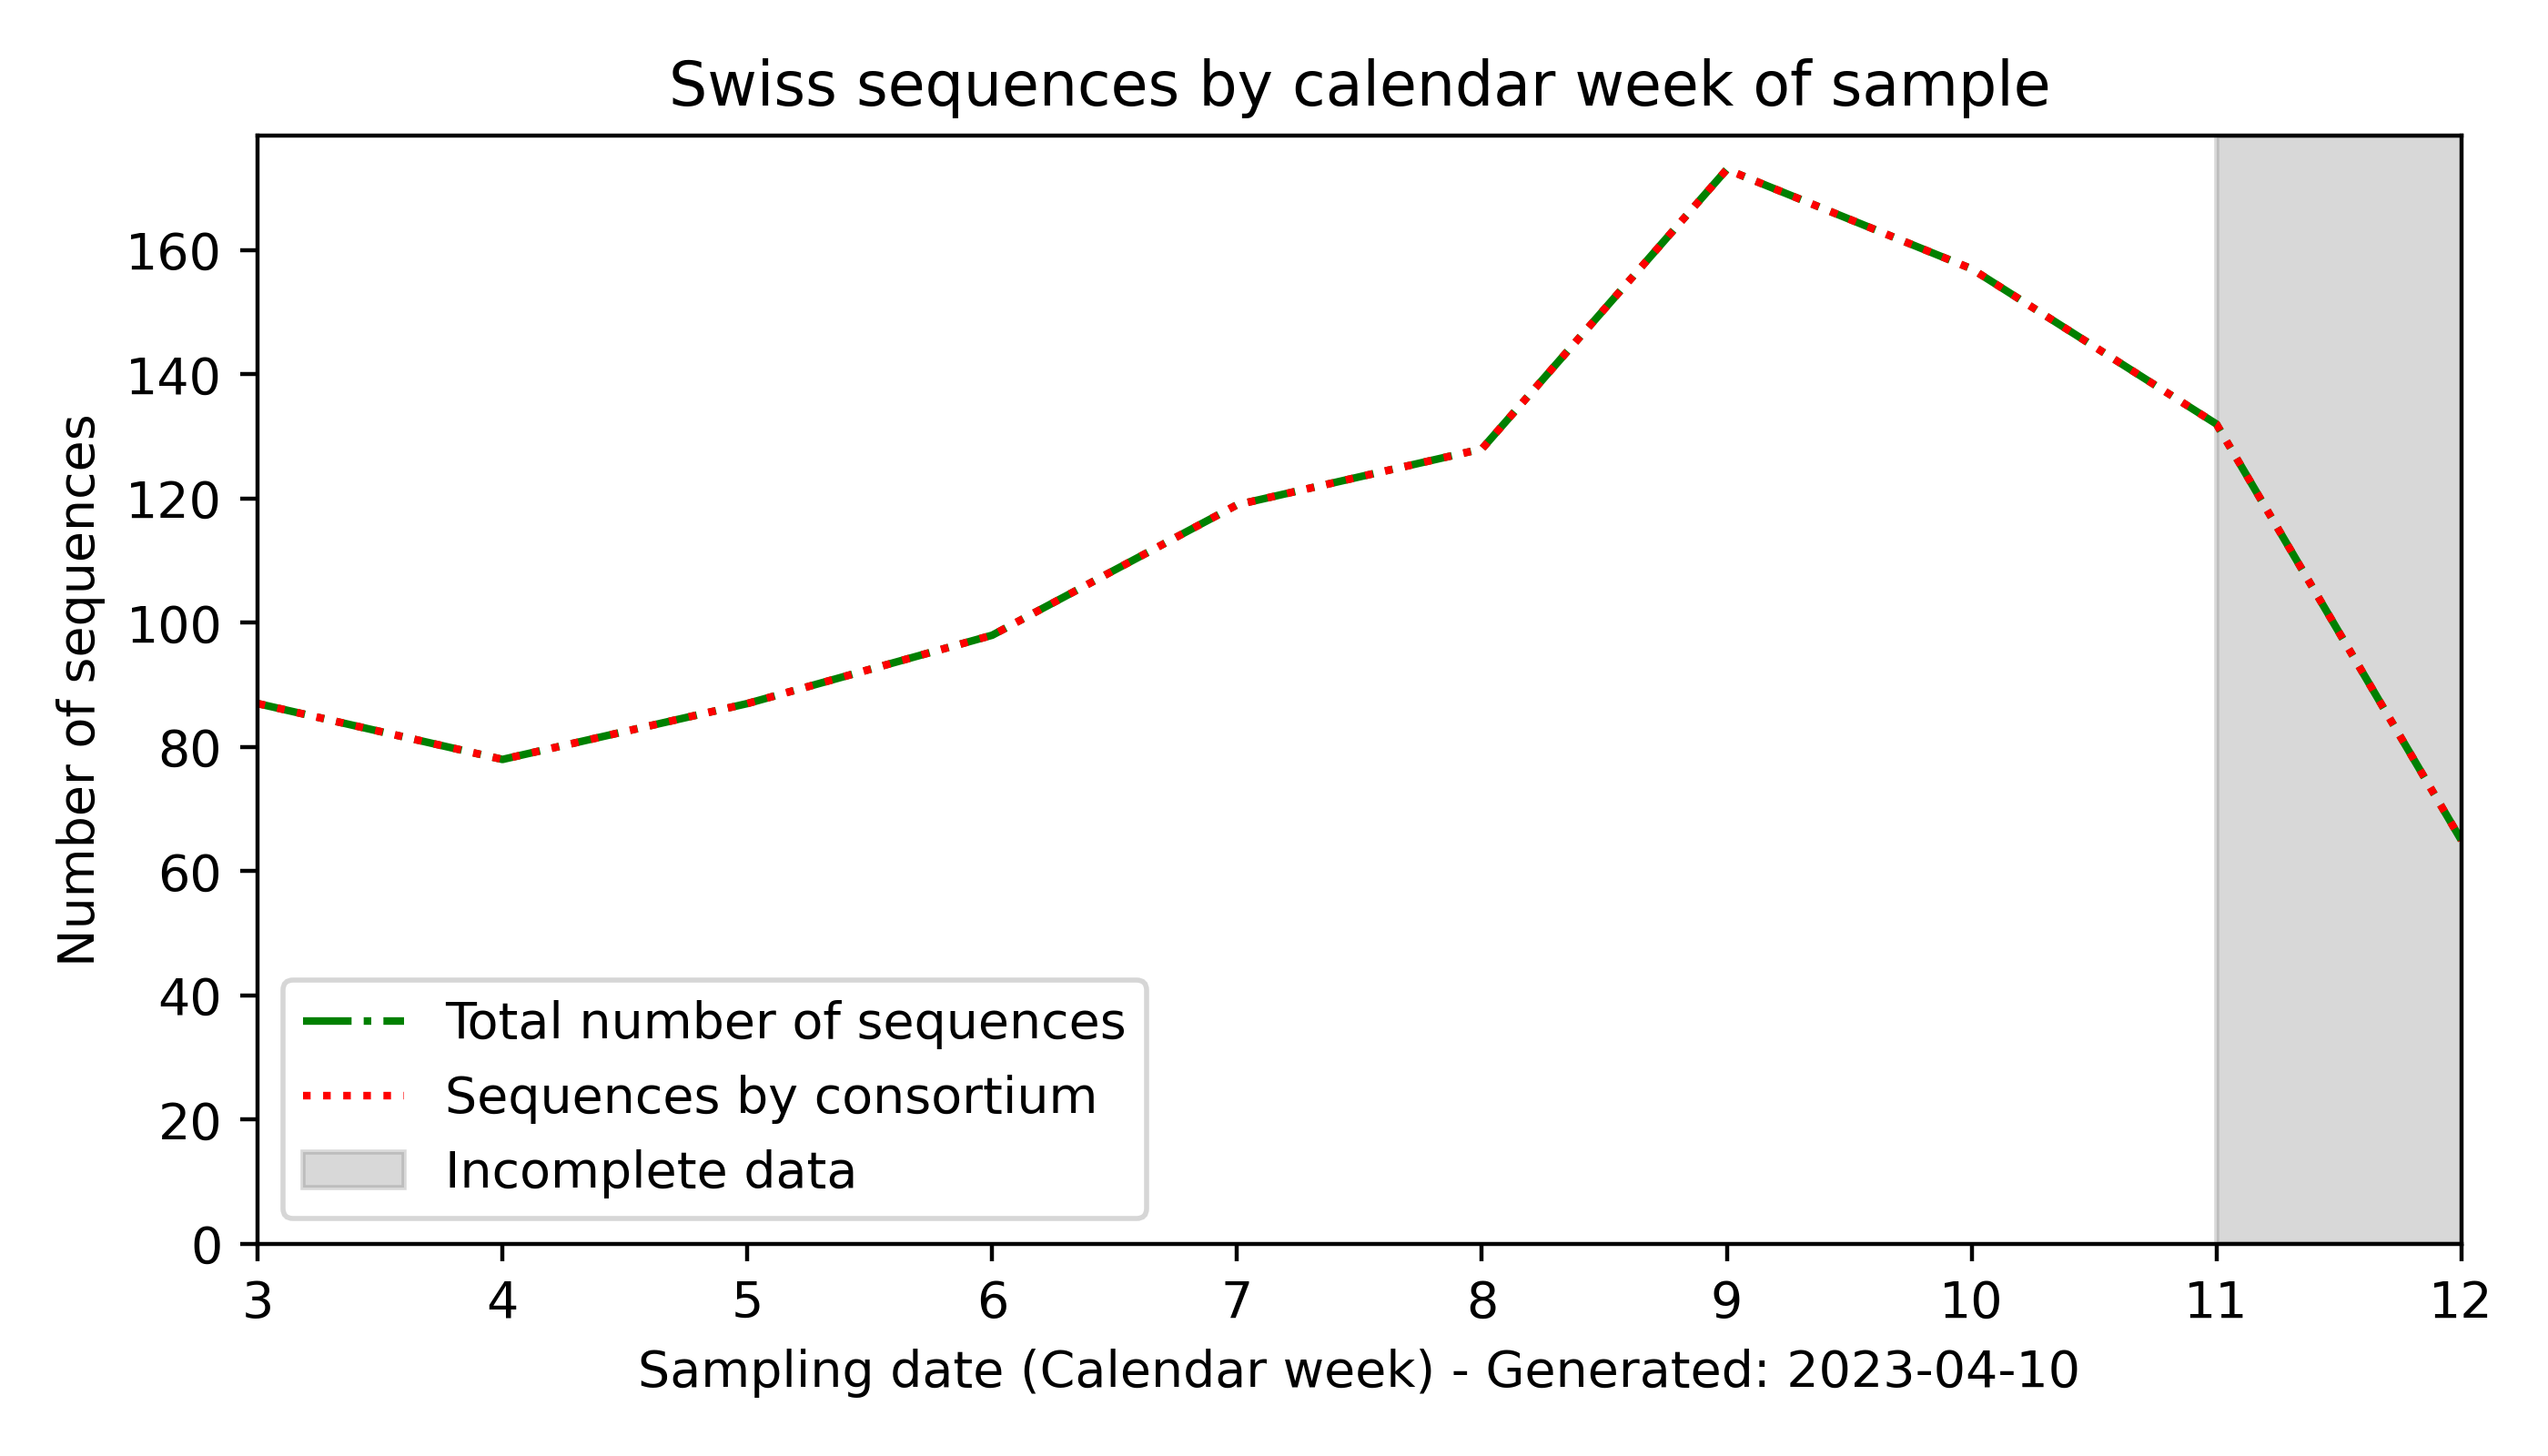 Swiss sequences by calendar week of sample
Number of sequences
160
140
120
100
80
60
40
20
0
Total number of sequences
Sequences by consortium
Incomplete data
3 4 5 6 7 8 9 10 11 12
Sampling date (Calendar week) - Generated: 2023-04-10